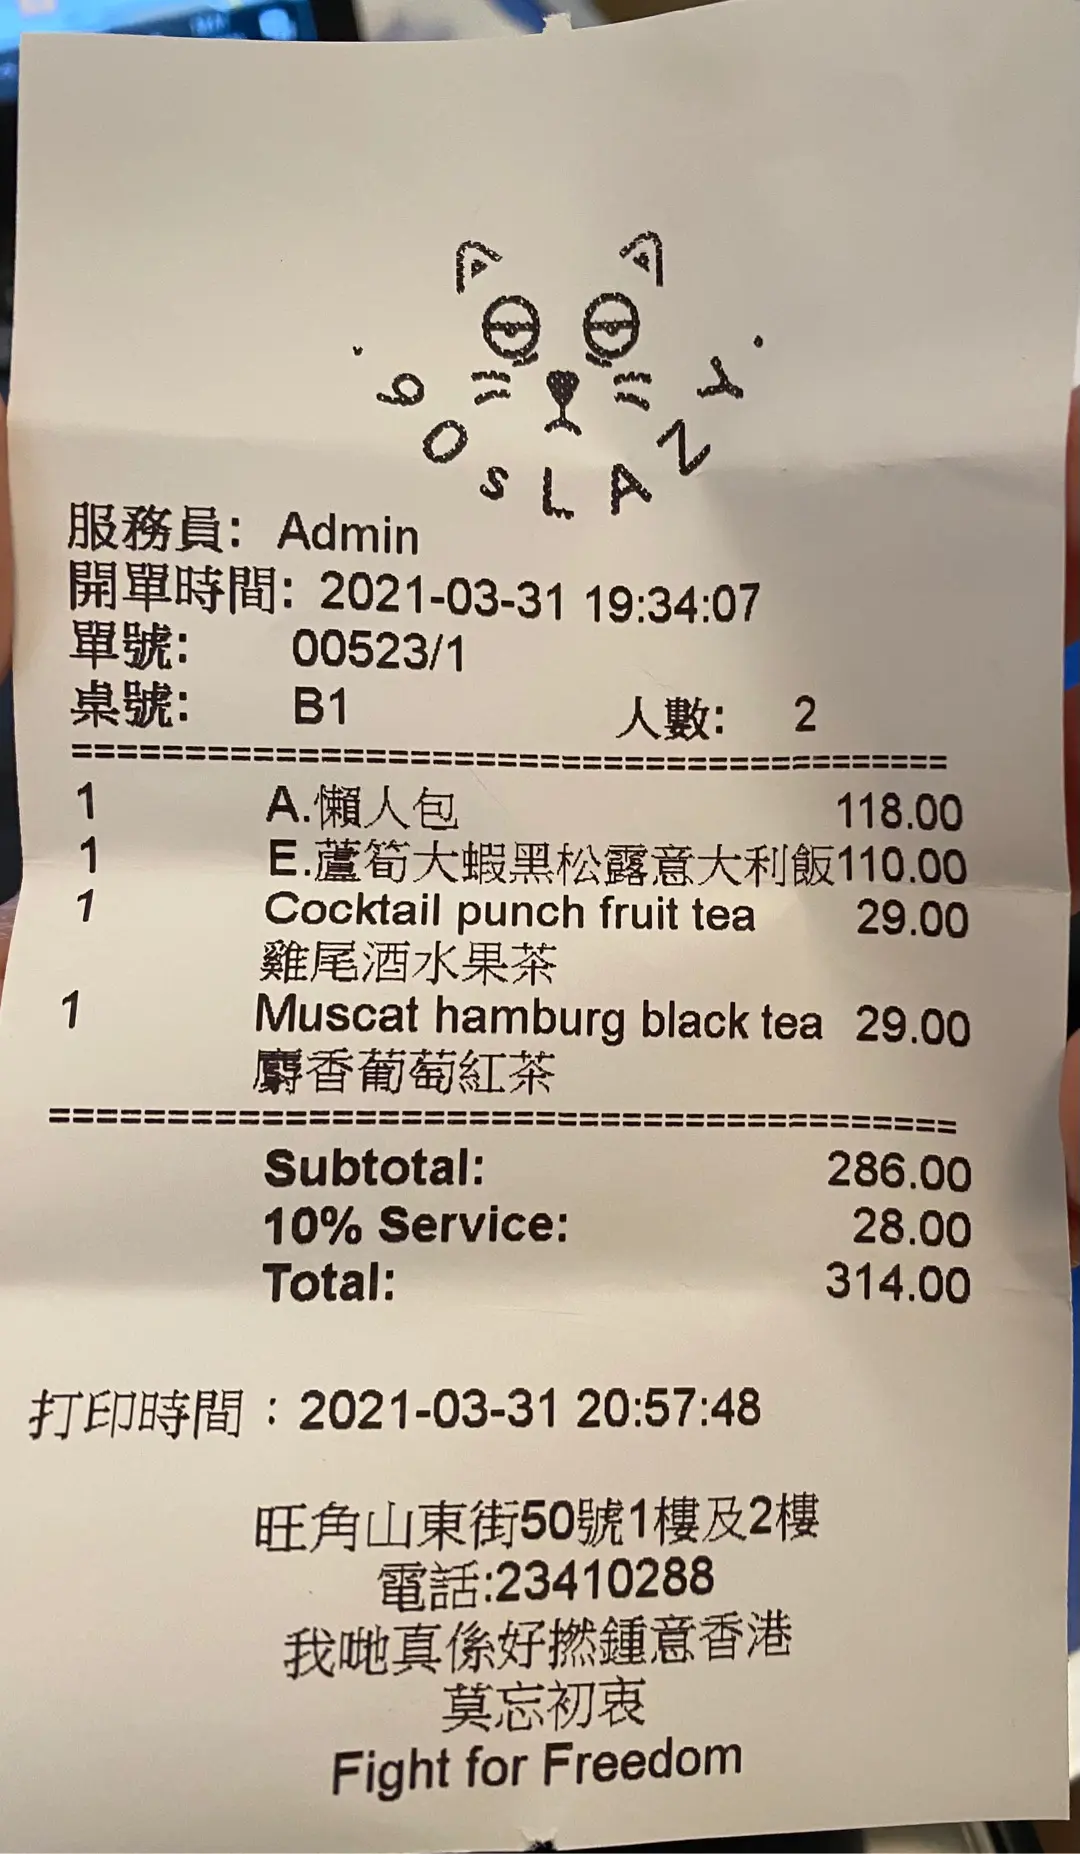 POSLANY
服務員: Admin
開單時間: 2021-03-31 19:34:07
單號: 00523/1
桌號: B1 人數: 2
==========================================
1 A.懶人包 118.00
1 E.蘆筍大蝦黑松露意大利飯110.00
1 Cocktail punch fruit tea 29.00
雞尾酒水果茶
1 Muscat hamburg black tea 29.00
麝香葡萄紅茶
==========================================
Subtotal: 286.00
10% Service: 28.00
Total: 314.00
打印時間：2021-03-31 20:57:48
旺角山東街50號1樓及2樓
電話:23410288
我哋真係好撚鍾意香港
莫忘初衷
Fight for Freedom